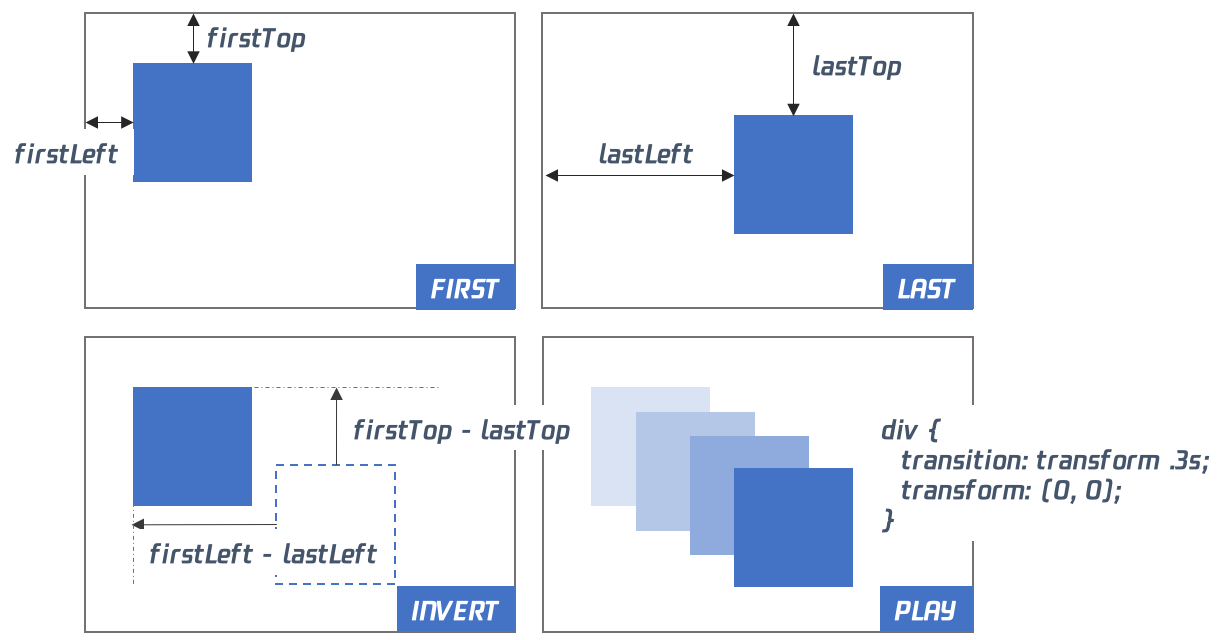 firstTop
firstLeft
FIRST
lastTop
lastLeft
LAST
firstTop - lastTop
firstLeft - lastLeft
INVERT
div {
transition: transform .3s;
transform: (0, 0);
}
PLAY